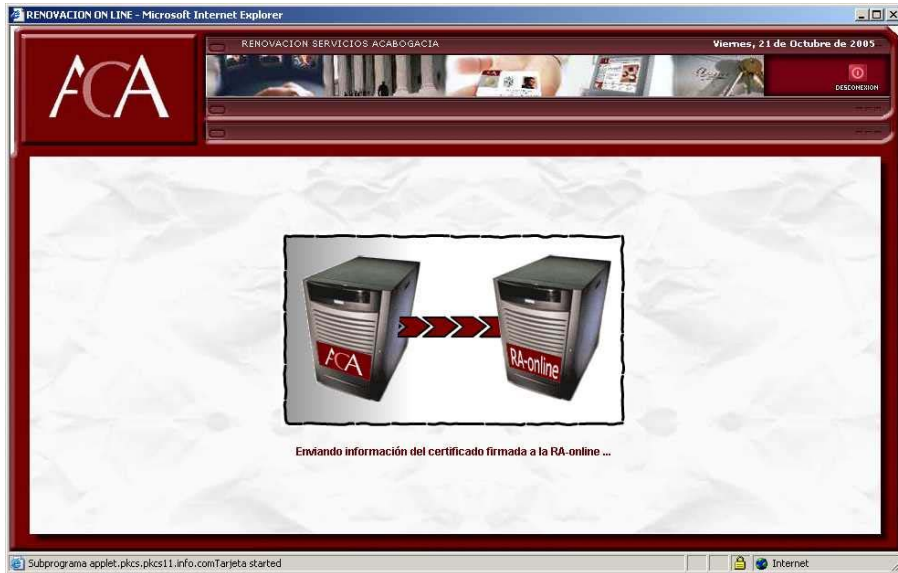 RENOVACION ON LINE - Microsoft Internet Explorer
RENOVACION SERVICIOS ACABOGACIA
Viernes, 21 de Octubre de 2005
ACA
DESCONEXION
ACA
RA-online
Enviando información del certificado firmada a la RA-online ...
Subprograma applet.pkcs.pkcs11.info.comTarjeta started
Internet